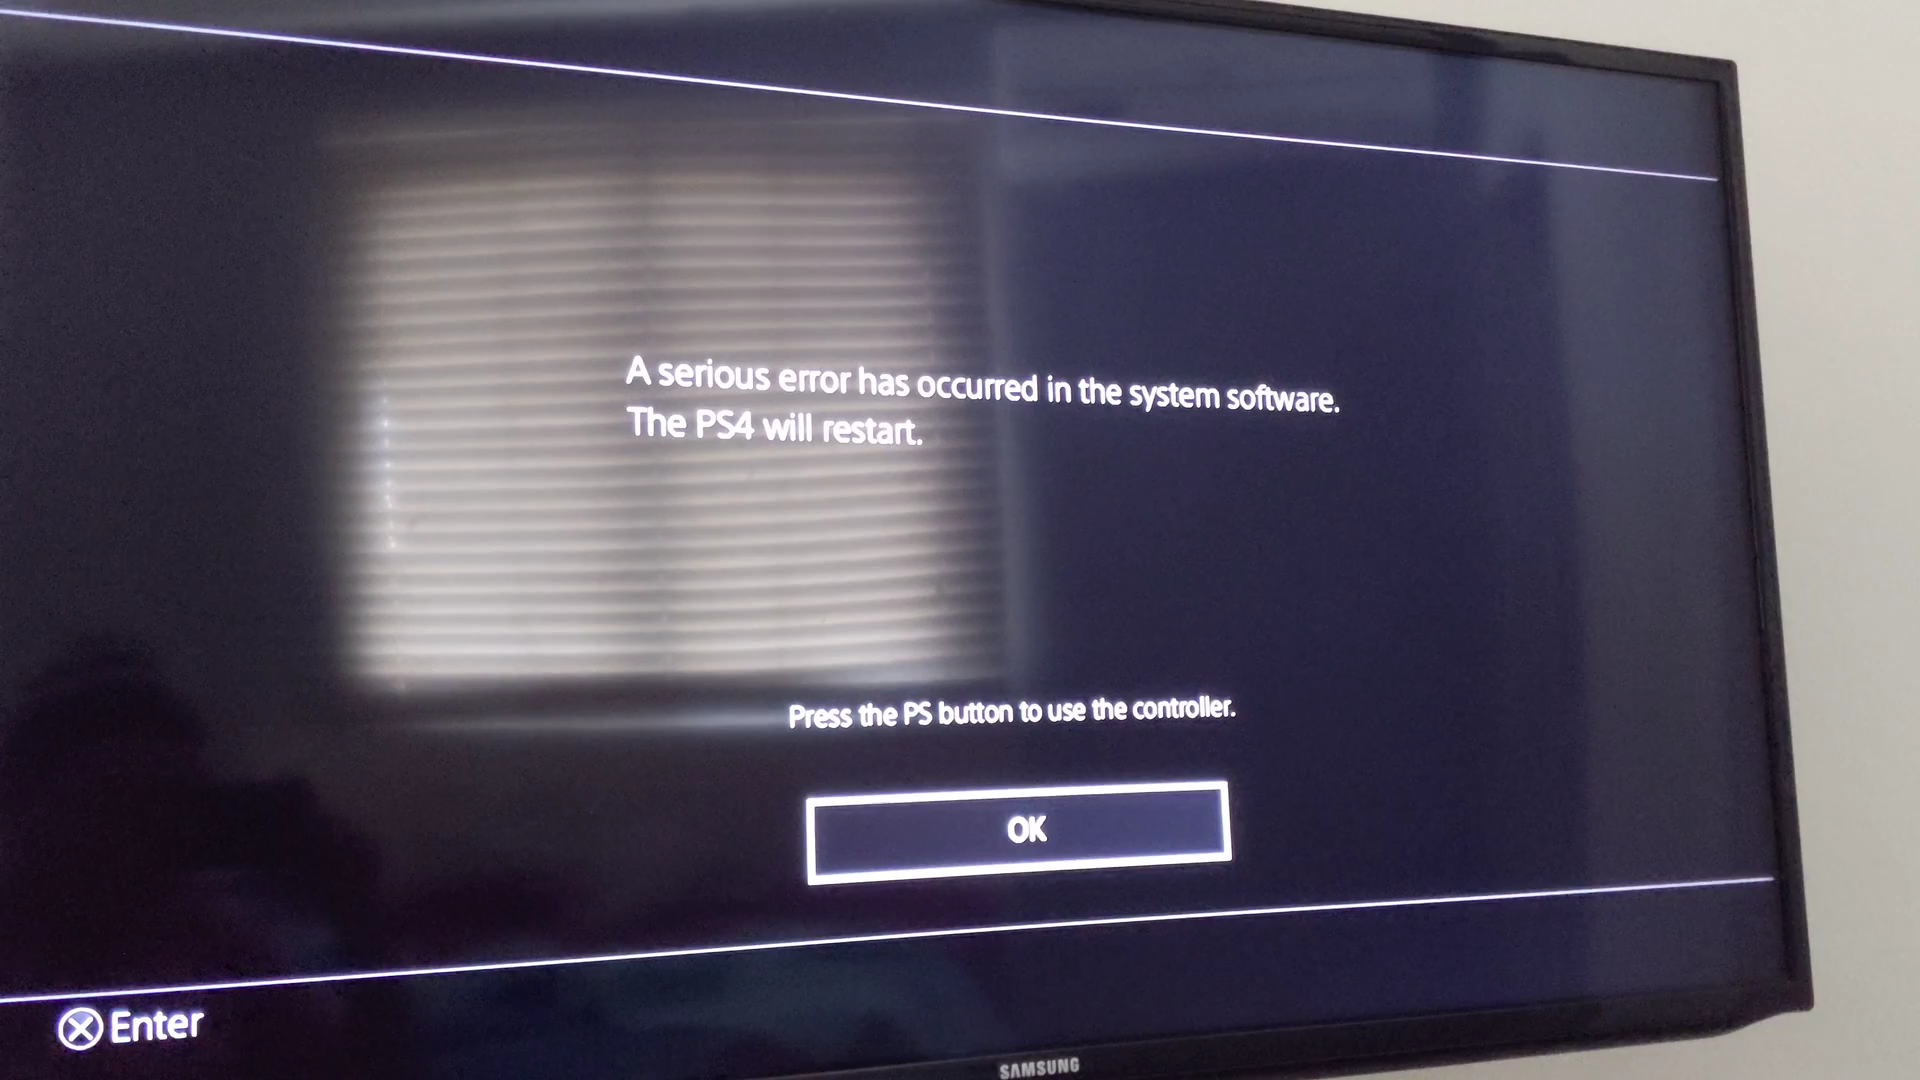 A serious error has occurred in the system software.
The PS4 will restart.
Press the PS button to use the controller.
OK
Enter
SAMSUNG